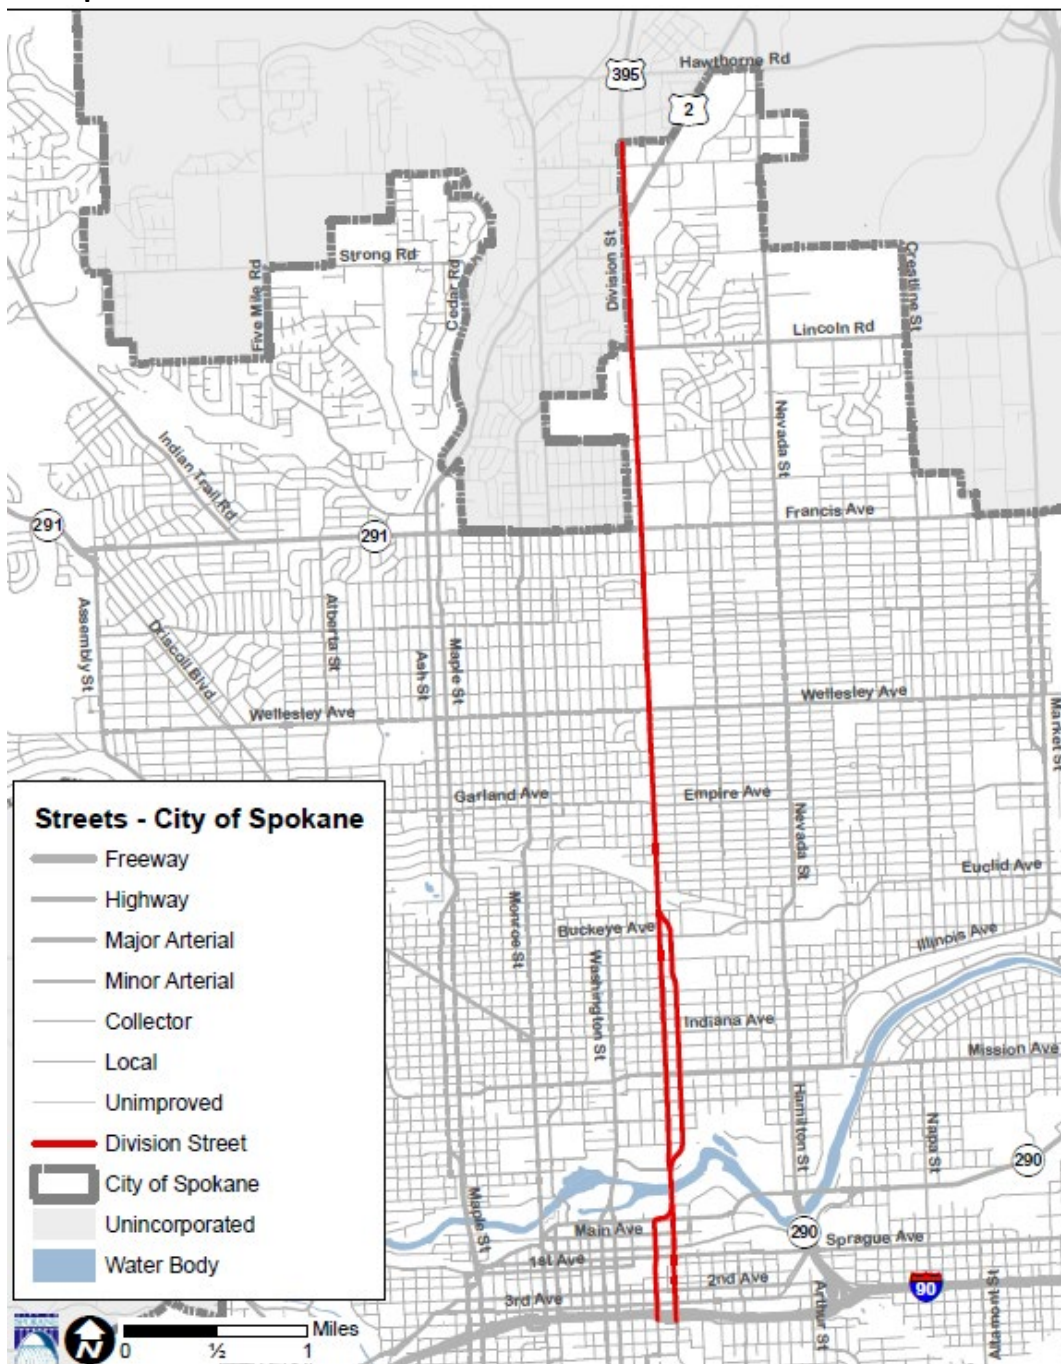 Hawthorne Rd
395
2
Strong Rd
Five Mile Rd
Cedar Rd
Division St
Crestline St
Lincoln Rd
Nevada St
Indian Trail Rd
Francis Ave
291
291
Assembly St
Driscoll Blvd
Alberta St
Ash St
Maple St
Wellesley Ave
Wellesley Ave
Market St
Garland Ave
Empire Ave
Nevada St
Euclid Ave
Monroe St
Buckeye Ave
Washington St
Illinois Ave
Indiana Ave
Mission Ave
Hamilton St
Napa St
290
Maple St
Main Ave
290
Sprague Ave
1st Ave
2nd Ave
3rd Ave
90
Arthur St
Altamont St
Streets - City of Spokane
Freeway
Highway
Major Arterial
Minor Arterial
Collector
Local
Unimproved
Division Street
City of Spokane
Unincorporated
Water Body
SPOKANE
N
Miles
0 ½ 1